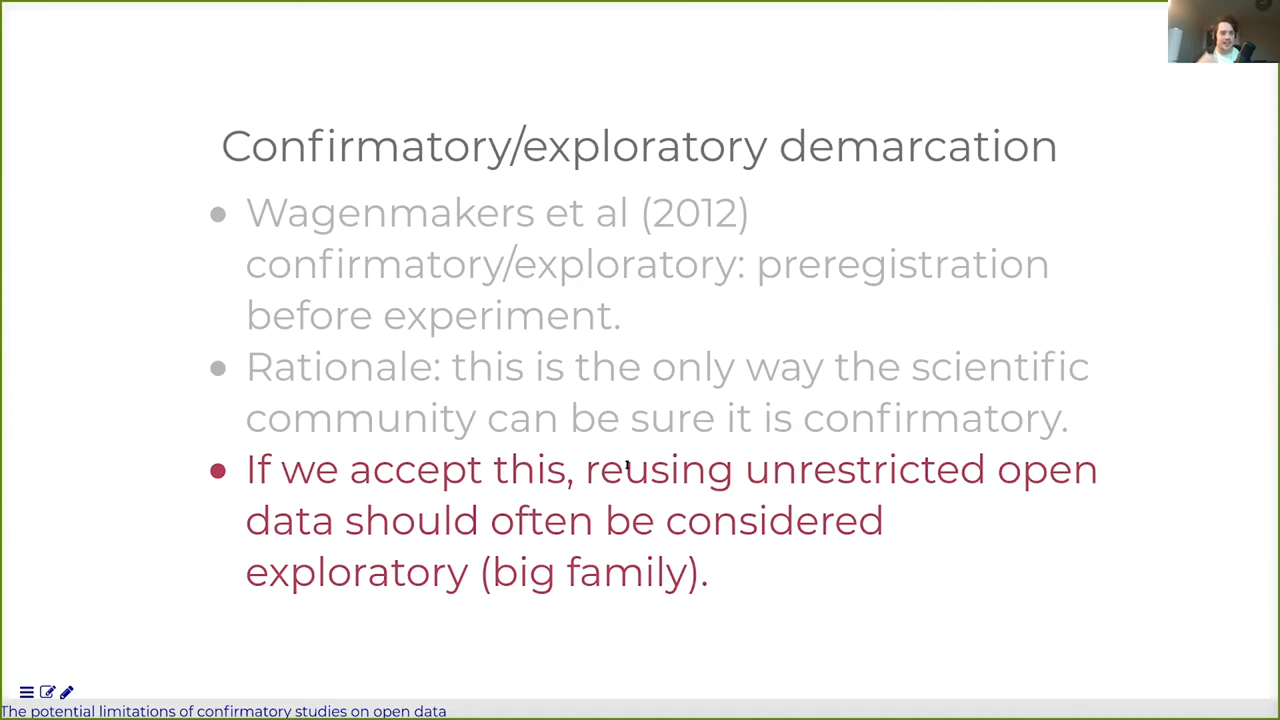 Confirmatory/exploratory demarcation
● Wagenmakers et al (2012)
confirmatory/exploratory: preregistration
before experiment.
● Rationale: this is the only way the scientific
community can be sure it is confirmatory.
● If we accept this, reusing unrestricted open
data should often be considered
exploratory (big family).
The potential limitations of confirmatory studies on open data